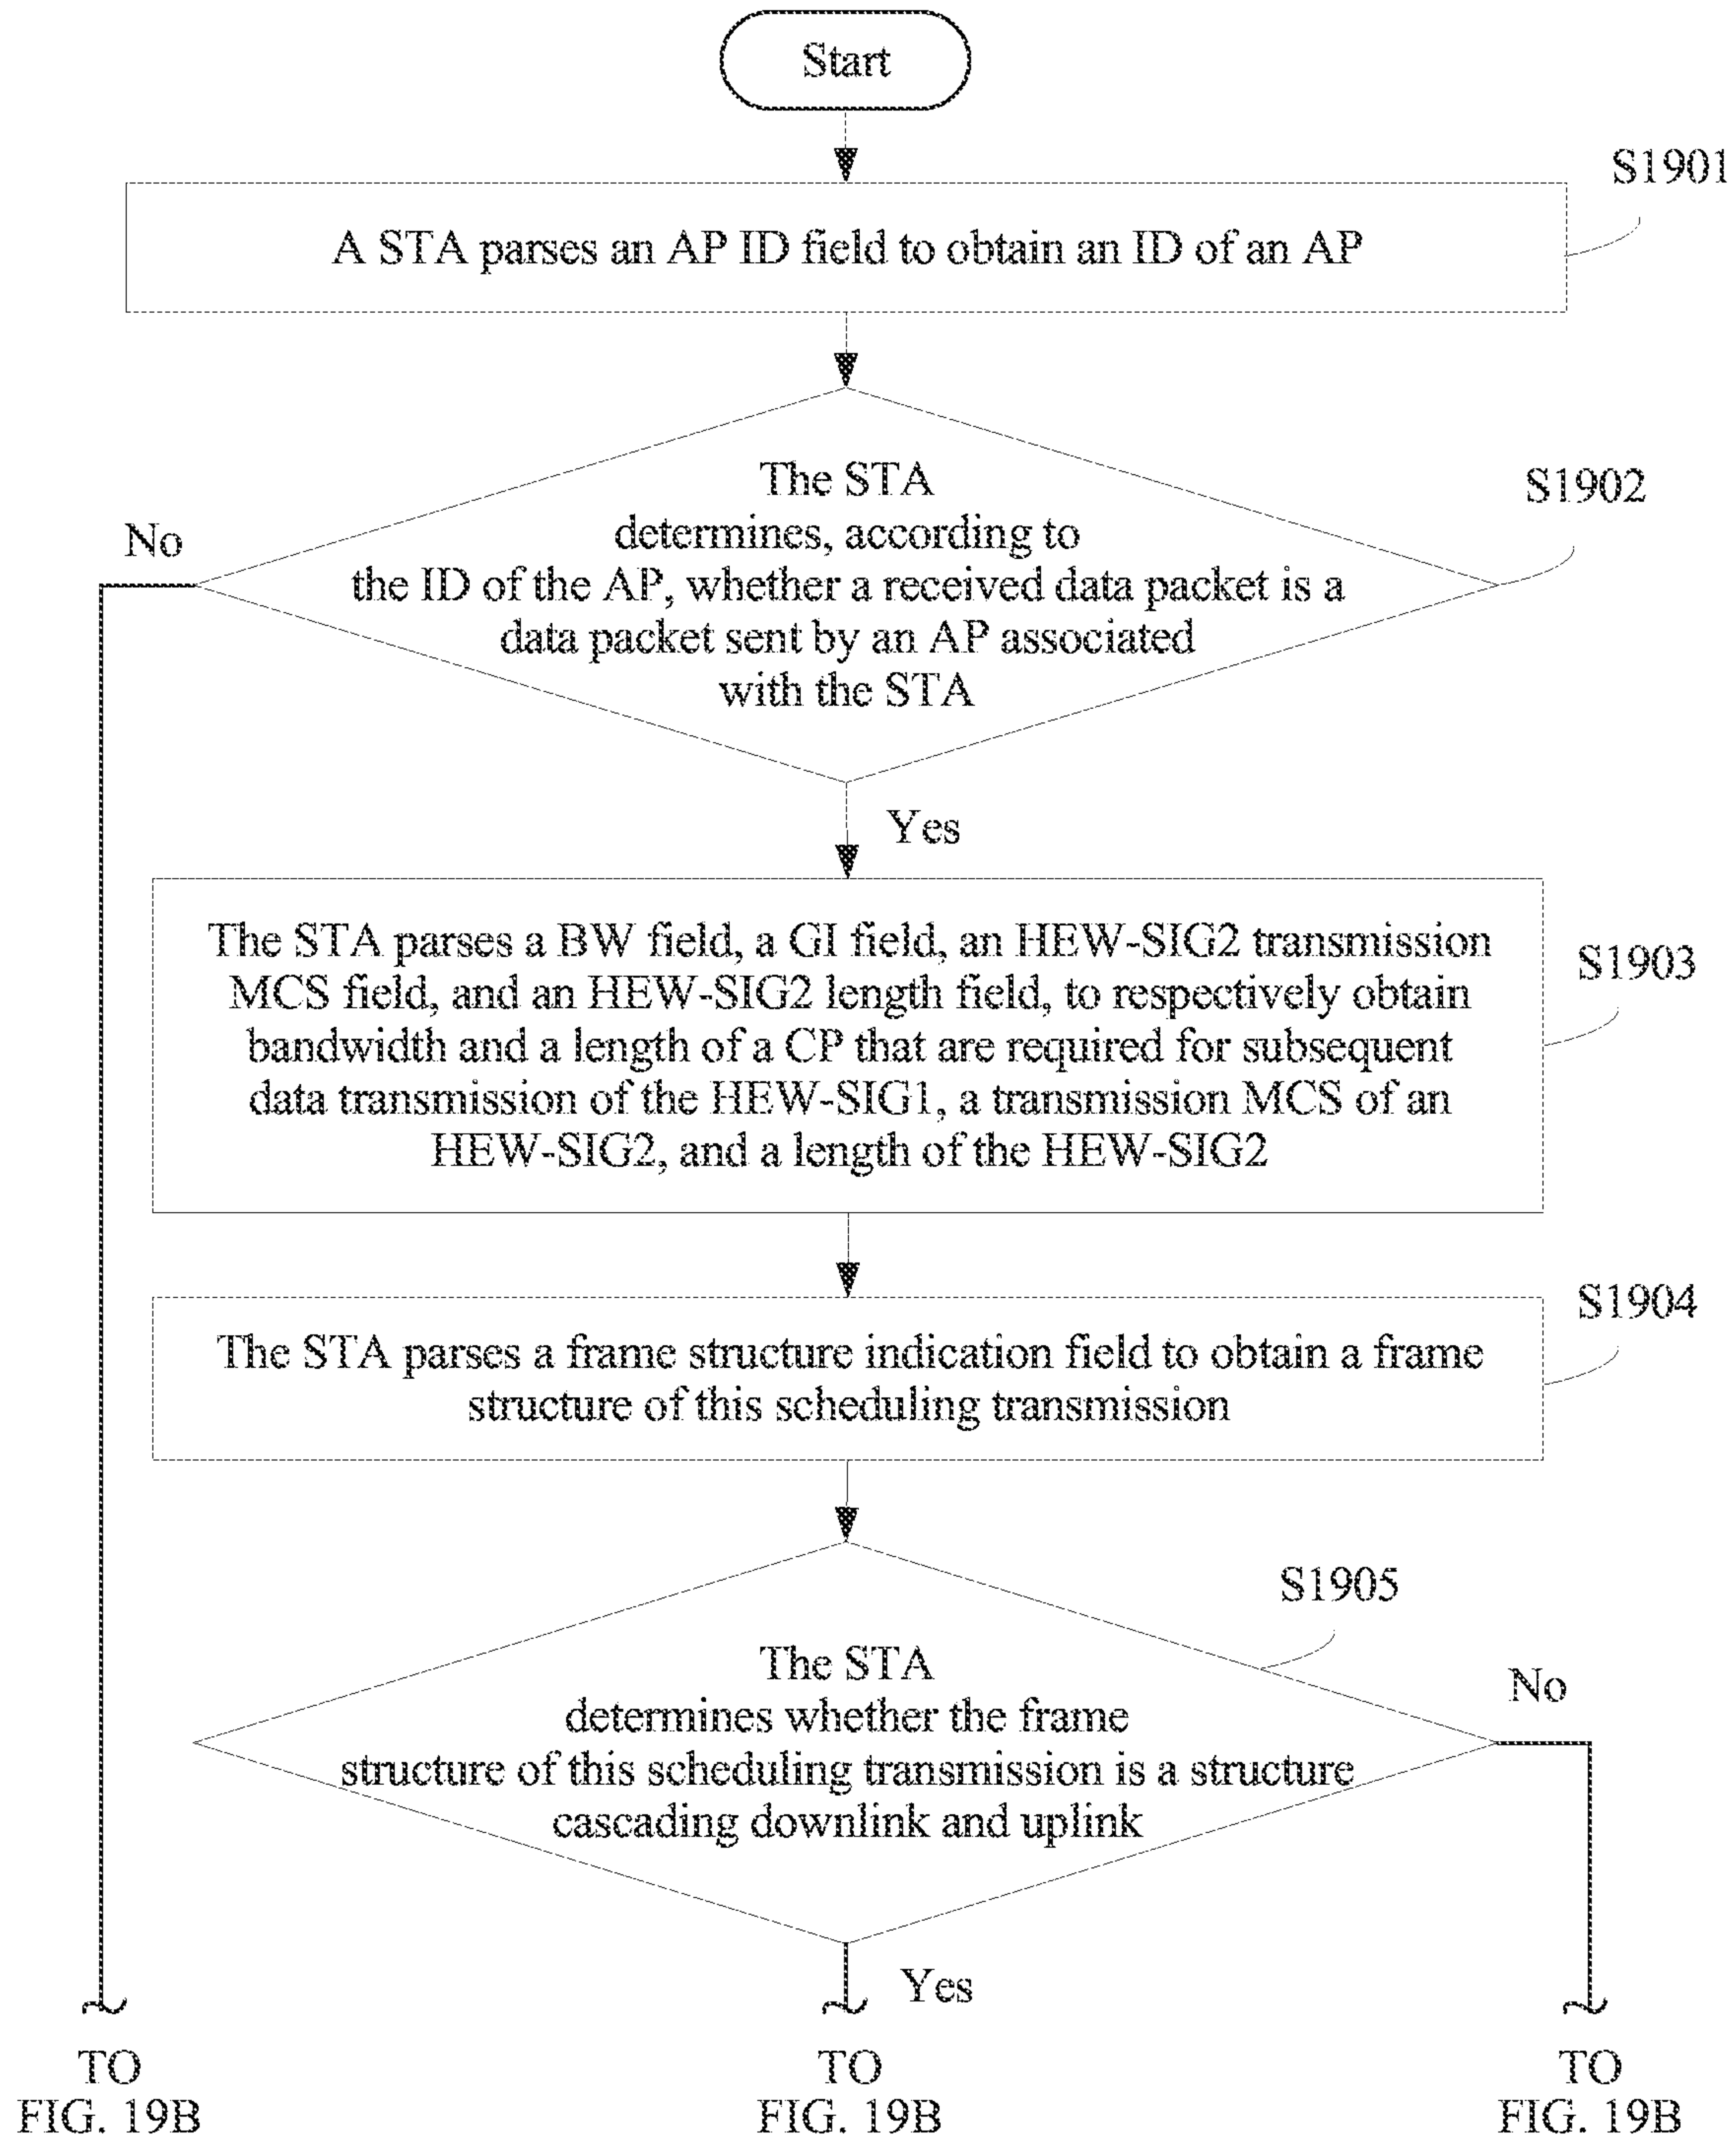 Start
S1901
A STA parses an AP ID field to obtain an ID of an AP
The STA
determines, according to
the ID of the AP, whether a received data packet is a
data packet sent by an AP associated
with the STA
S1902
No
Yes
The STA parses a BW field, a GI field, an HEW-SIG2 transmission
MCS field, and an HEW-SIG2 length field, to respectively obtain
bandwidth and a length of a CP that are required for subsequent
data transmission of the HEW-SIG1, a transmission MCS of an
HEW-SIG2, and a length of the HEW-SIG2
S1903
The STA parses a frame structure indication field to obtain a frame
structure of this scheduling transmission
S1904
S1905
The STA
determines whether the frame
structure of this scheduling transmission is a structure
cascading downlink and uplink
No
Yes
TO
FIG. 19B
TO
FIG. 19B
TO
FIG. 19B